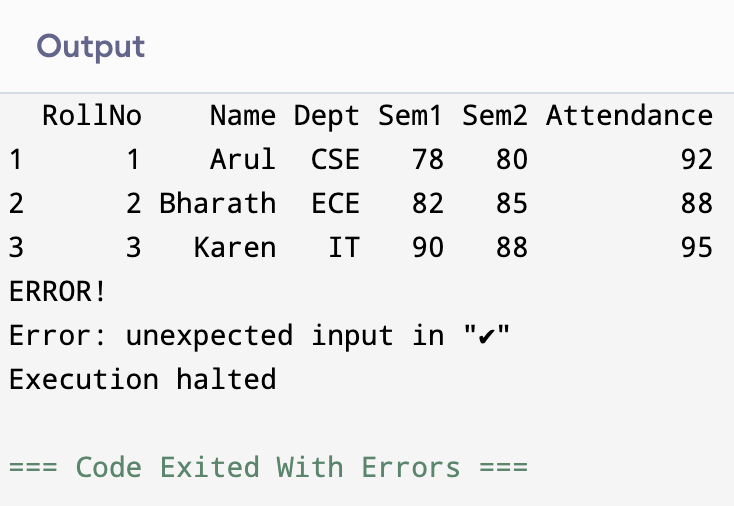 Output
  RollNo    Name Dept Sem1 Sem2 Attendance
1      1    Arul  CSE   78   80         92
2      2 Bharath  ECE   82   85         88
3      3   Karen   IT   90   88         95
ERROR!
Error: unexpected input in "✔"
Execution halted
=== Code Exited With Errors ===